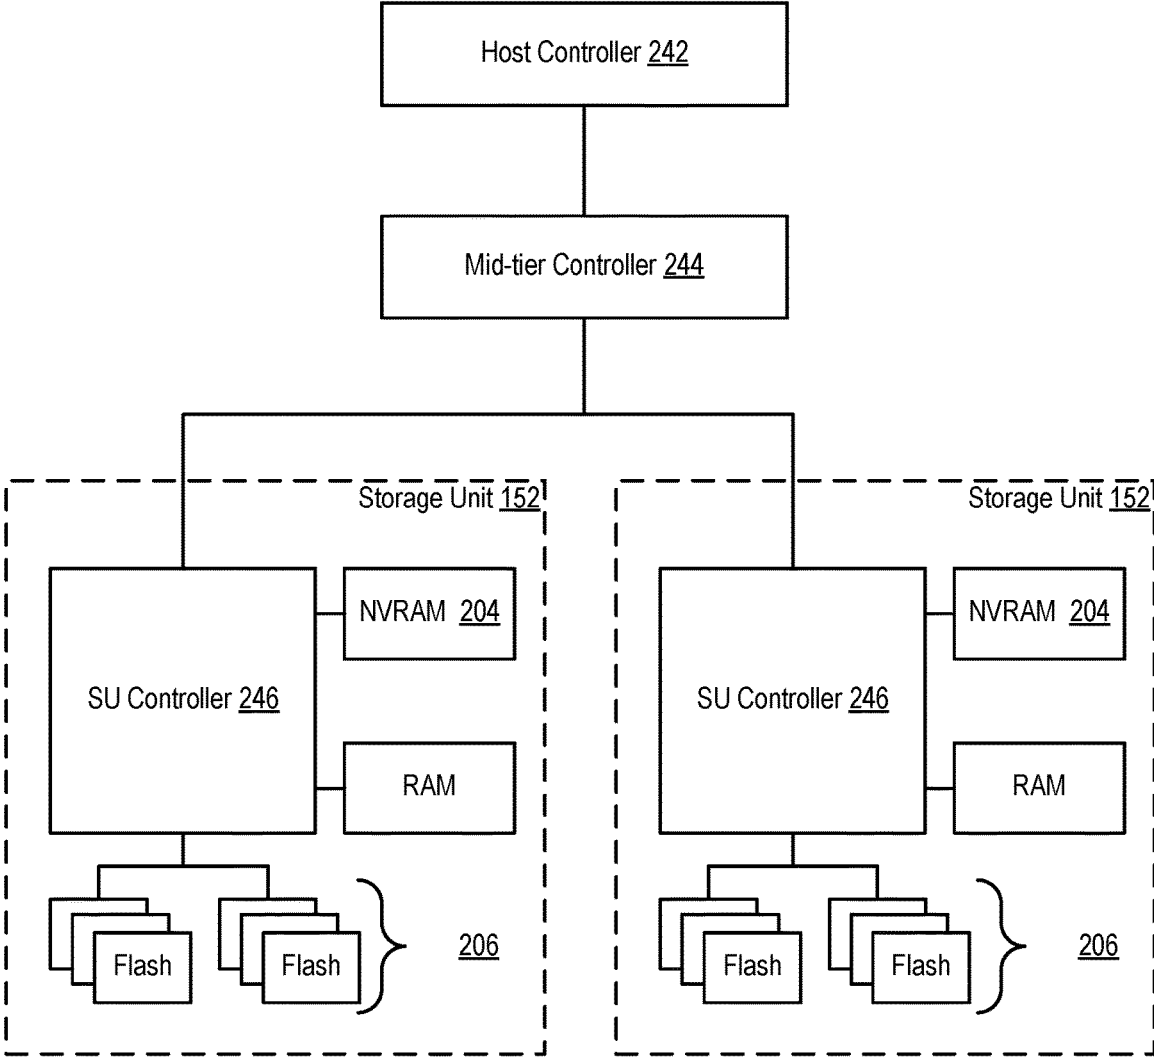 Host Controller 242
Mid-tier Controller 244
Storage Unit 152
NVRAM 204
SU Controller 246
RAM
Flash
Flash
206
Storage Unit 152
NVRAM 204
SU Controller 246
RAM
Flash
Flash
206